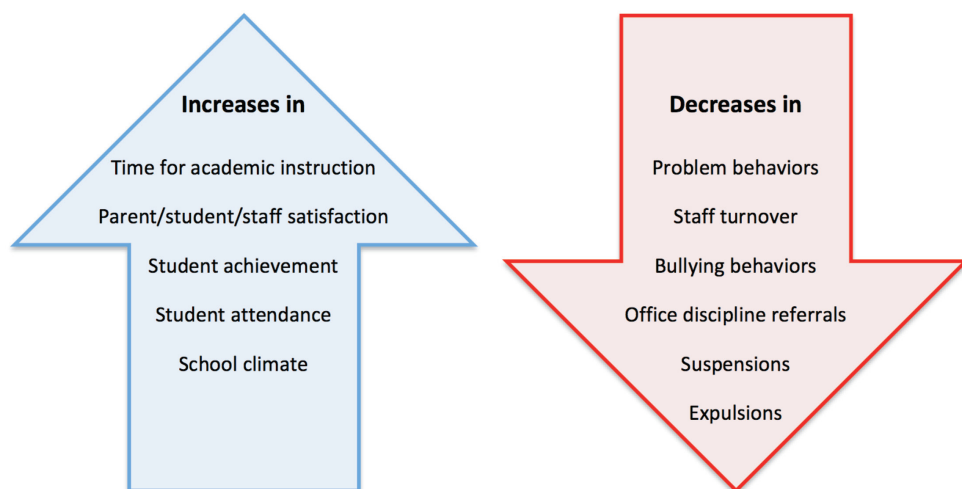 Increases in
Time for academic instruction
Parent/student/staff satisfaction
Student achievement
Student attendance
School climate
Decreases in
Problem behaviors
Staff turnover
Bullying behaviors
Office discipline referrals
Suspensions
Expulsions